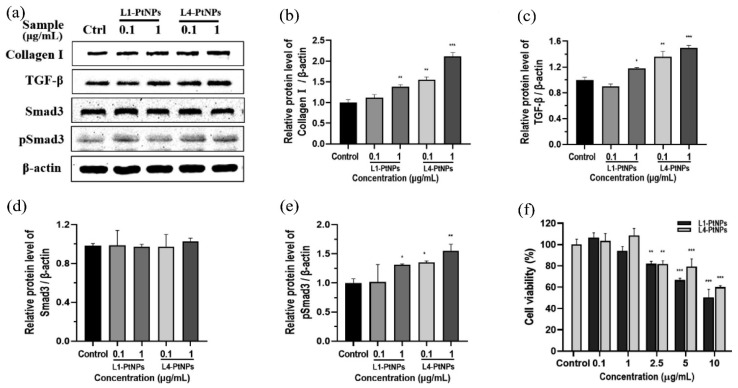 (a)
Sample
(μg/mL)
Ctrl
L1-PtNPs
L4-PtNPs
0.1 1 0.1 1
Collagen I
TGF-β
Smad3
pSmad3
β-actin
(b)
Relative protein level of
Collagen I / β-actin
2.5
2.0
1.5
1.0
0.5
0.0
** ** ***
Control 0.1 1 0.1 1
L1-PtNPs L4-PtNPs
Concentration (μg/mL)
(c)
Relative protein level of
TGF-β / β-actin
1.6
1.2
0.8
0.4
0.0
* ** ***
Control 0.1 1 0.1 1
L1-PtNPs L4-PtNPs
Concentration (μg/mL)
(d)
Relative protein level of
Smad3 / β-actin
1.2
0.8
0.4
0.0
Control 0.1 1 0.1 1
L1-PtNPs L4-PtNPs
Concentration (μg/mL)
(e)
Relative protein level of
pSmad3 / β-actin
2.0
1.5
1.0
0.5
0.0
* * **
Control 0.1 1 0.1 1
L1-PtNPs L4-PtNPs
Concentration (μg/mL)
(f)
Cell viability (%)
120
100
80
60
40
20
0
L1-PtNPs
L4-PtNPs
** ** *** *** *** ***
Control 0.1 1 2.5 5 10
Concentration (μg/mL)